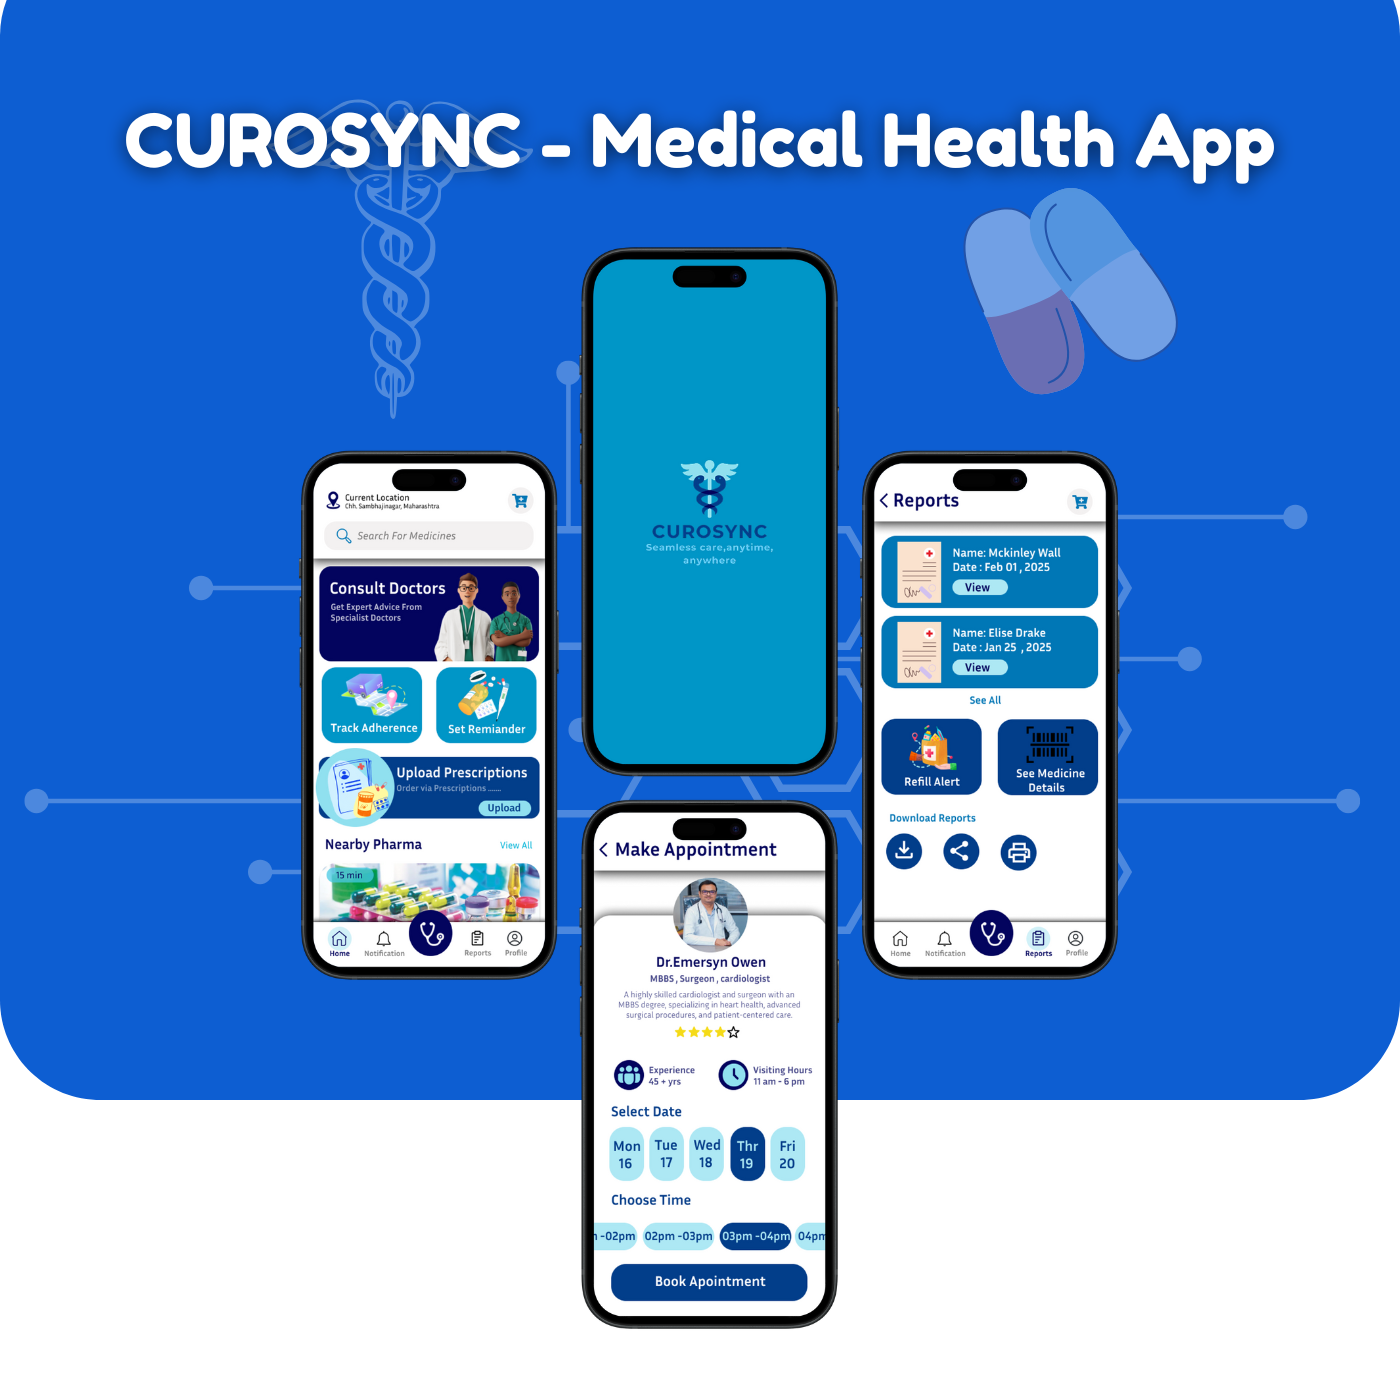 CUROSYNC - Medical Health App
CUROSYNC
Seamless care,anytime,
anywhere
Current Location
Chh. Sambhajinagar, Maharashtra
Search For Medicines
Consult Doctors
Get Expert Advice From
Specialist Doctors
Track Adherence
Set Remiander
Upload Prescriptions
Order via Prescriptions ......
Upload
Nearby Pharma
View All
15 min
Home
Notification
Reports
Profile
Reports
Name: Mckinley Wall
Date : Feb 01 , 2025
View
Name: Elise Drake
Date : Jan 25 , 2025
View
See All
Refill Alert
See Medicine
Details
Download Reports
Home
Notification
Reports
Profile
Make Appointment
Dr.Emersyn Owen
MBBS , Surgeon , cardiologist
A highly skilled cardiologist and surgeon with an
MBBS degree, specializing in heart health, advanced
surgical procedures, and patient-centered care.
Experience
45 + yrs
Visiting Hours
11 am - 6 pm
Select Date
Mon Tue Wed Thr Fri
16 17 18 19 20
Choose Time
-02pm 02pm -03pm 03pm -04pm 04pm
Book Apointment